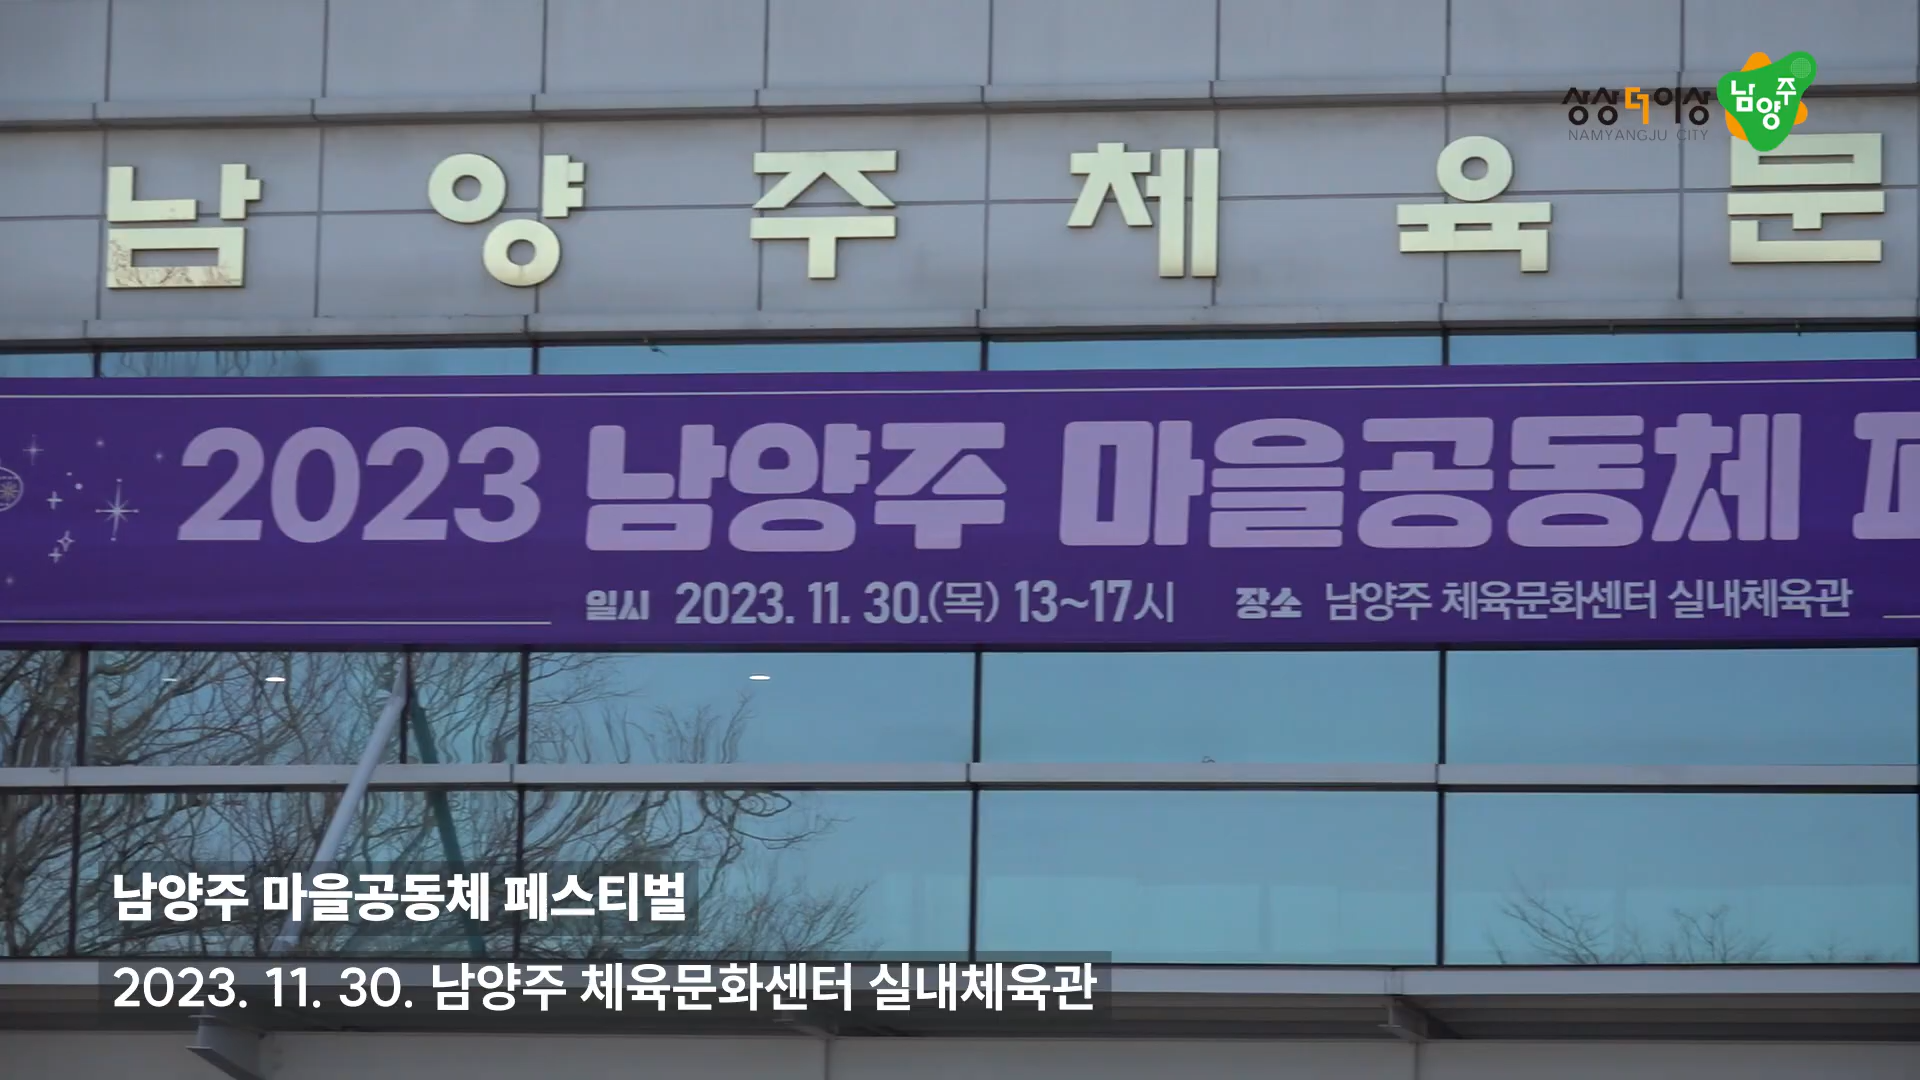 상상더이상 남양주
NAMYANGJU CITY
남양주체육문
2023 남양주 마을공동체
일시 2023. 11. 30.(목) 13~17시 장소 남양주 체육문화센터 실내체육관
남양주 마을공동체 페스티벌
2023. 11. 30. 남양주 체육문화센터 실내체육관